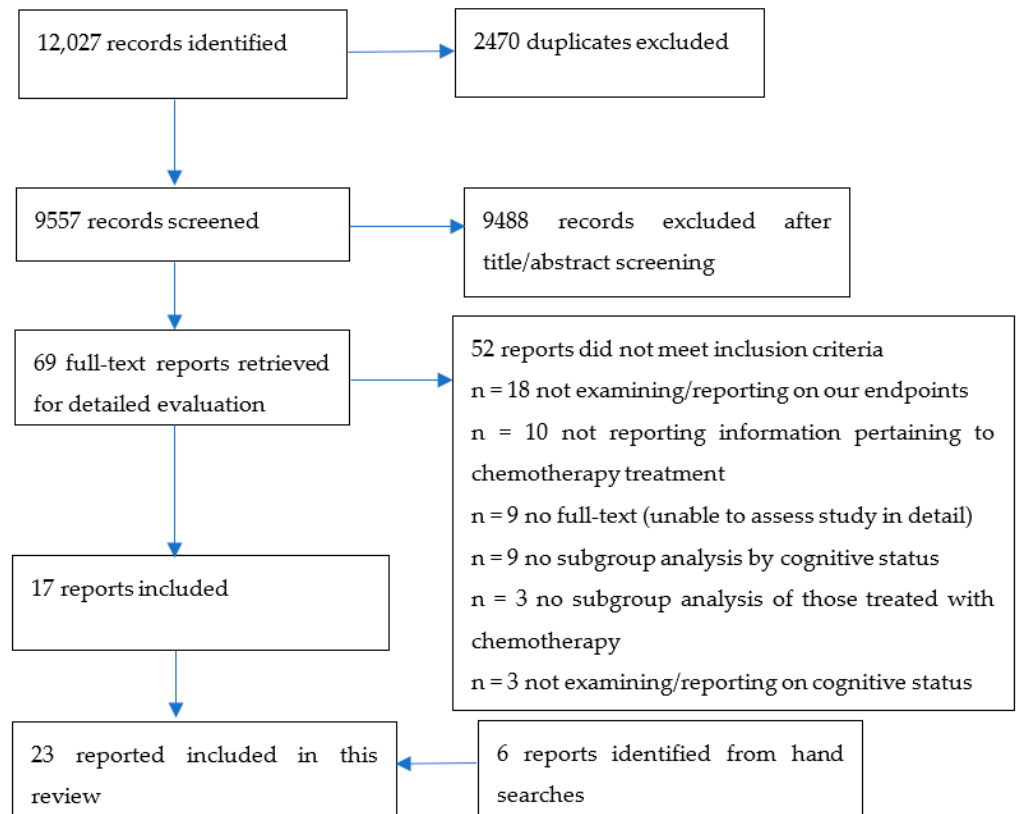 12,027 records identified
2470 duplicates excluded
9557 records screened
9488 records excluded after
title/abstract screening
69 full-text reports retrieved
for detailed evaluation
52 reports did not meet inclusion criteria
n = 18 not examining/reporting on our endpoints
n = 10 not reporting information pertaining to
chemotherapy treatment
n = 9 no full-text (unable to assess study in detail)
n = 9 no subgroup analysis by cognitive status
n = 3 no subgroup analysis of those treated with
chemotherapy
n = 3 not examining/reporting on cognitive status
17 reports included
23 reported included in this
review
6 reports identified from hand
searches